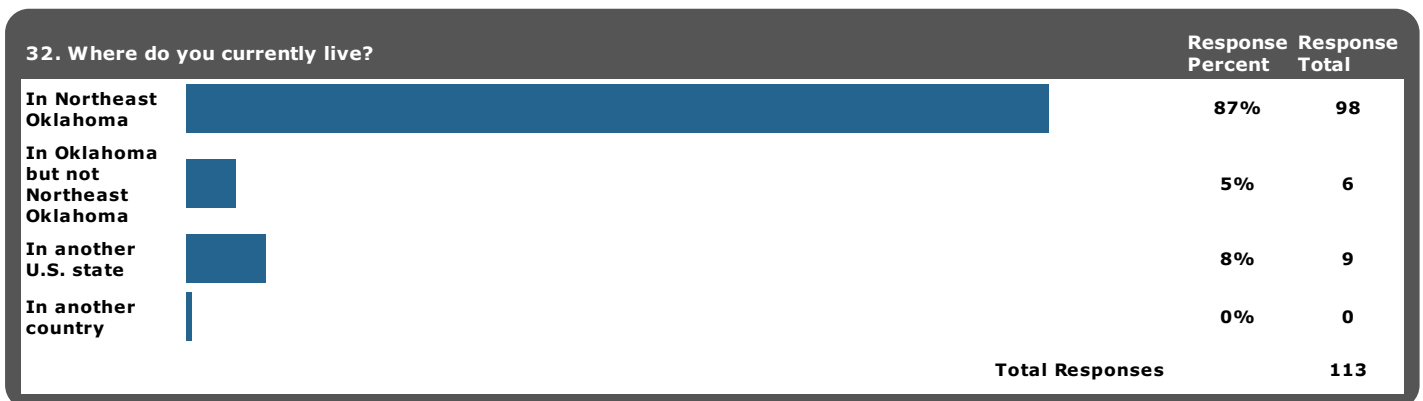 32. Where do you currently live?
Response Response
Percent Total
In Northeast
Oklahoma
87% 98
In Oklahoma
but not
Northeast
Oklahoma
5% 6
In another
U.S. state
8% 9
In another
country
0% 0
Total Responses 113